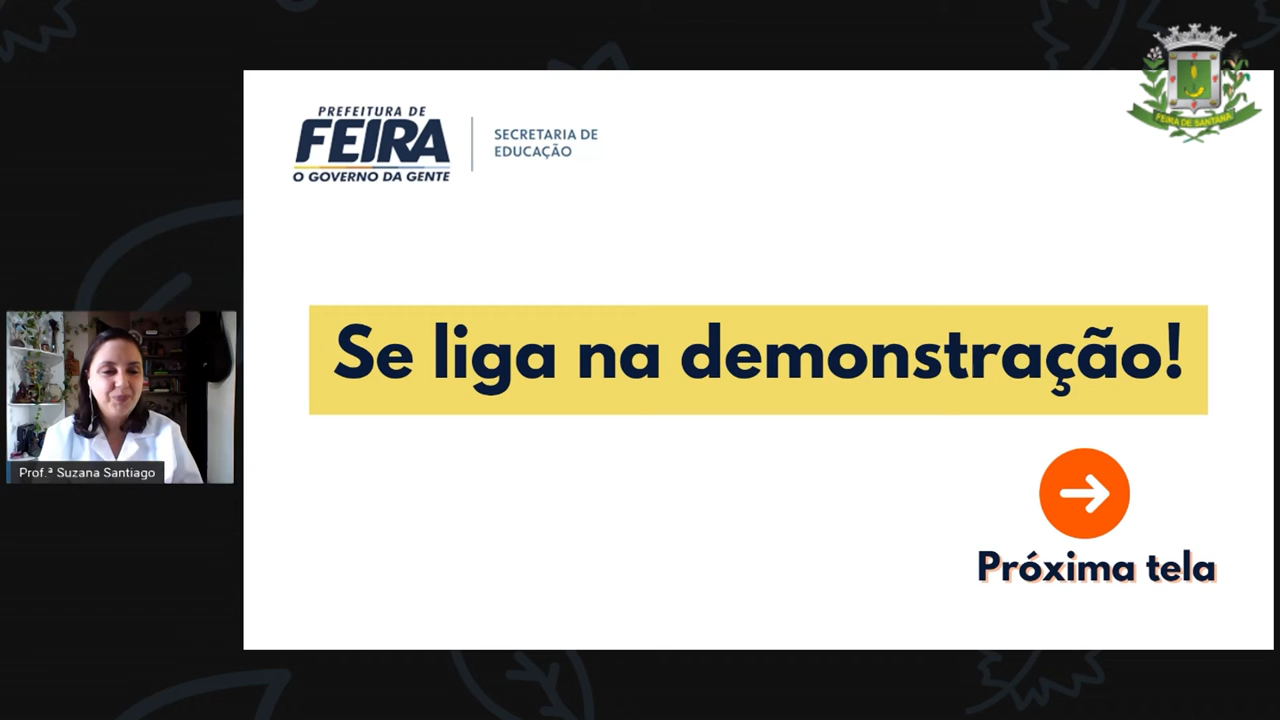 PREFEITURA DE
FEIRA
O GOVERNO DA GENTE
SECRETARIA DE
EDUCAÇÃO
FEIRA DE SANTANA
Se liga na demonstração!
Prof.ª Suzana Santiago
Próxima tela